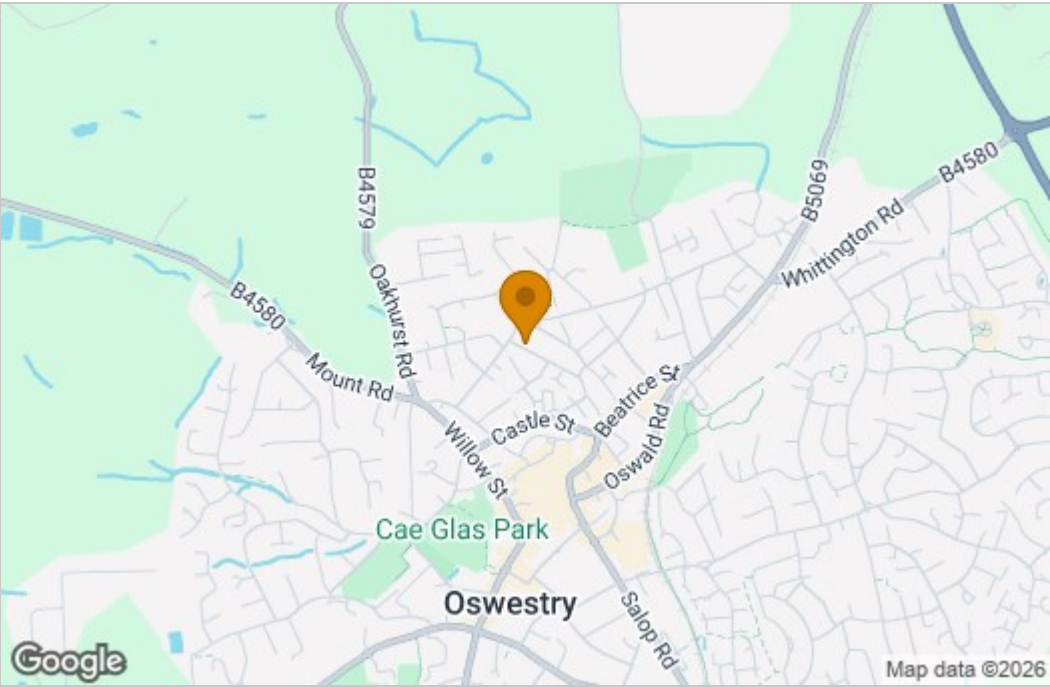 B4579
B5069
B4580
Whittington Rd
B4580
Oakhurst Rd
Mount Rd
Beatrice St
Castle St
Oswald Rd
Willow St
Cae Glas Park
Oswestry
Salop Rd
Google
Map data ©2026